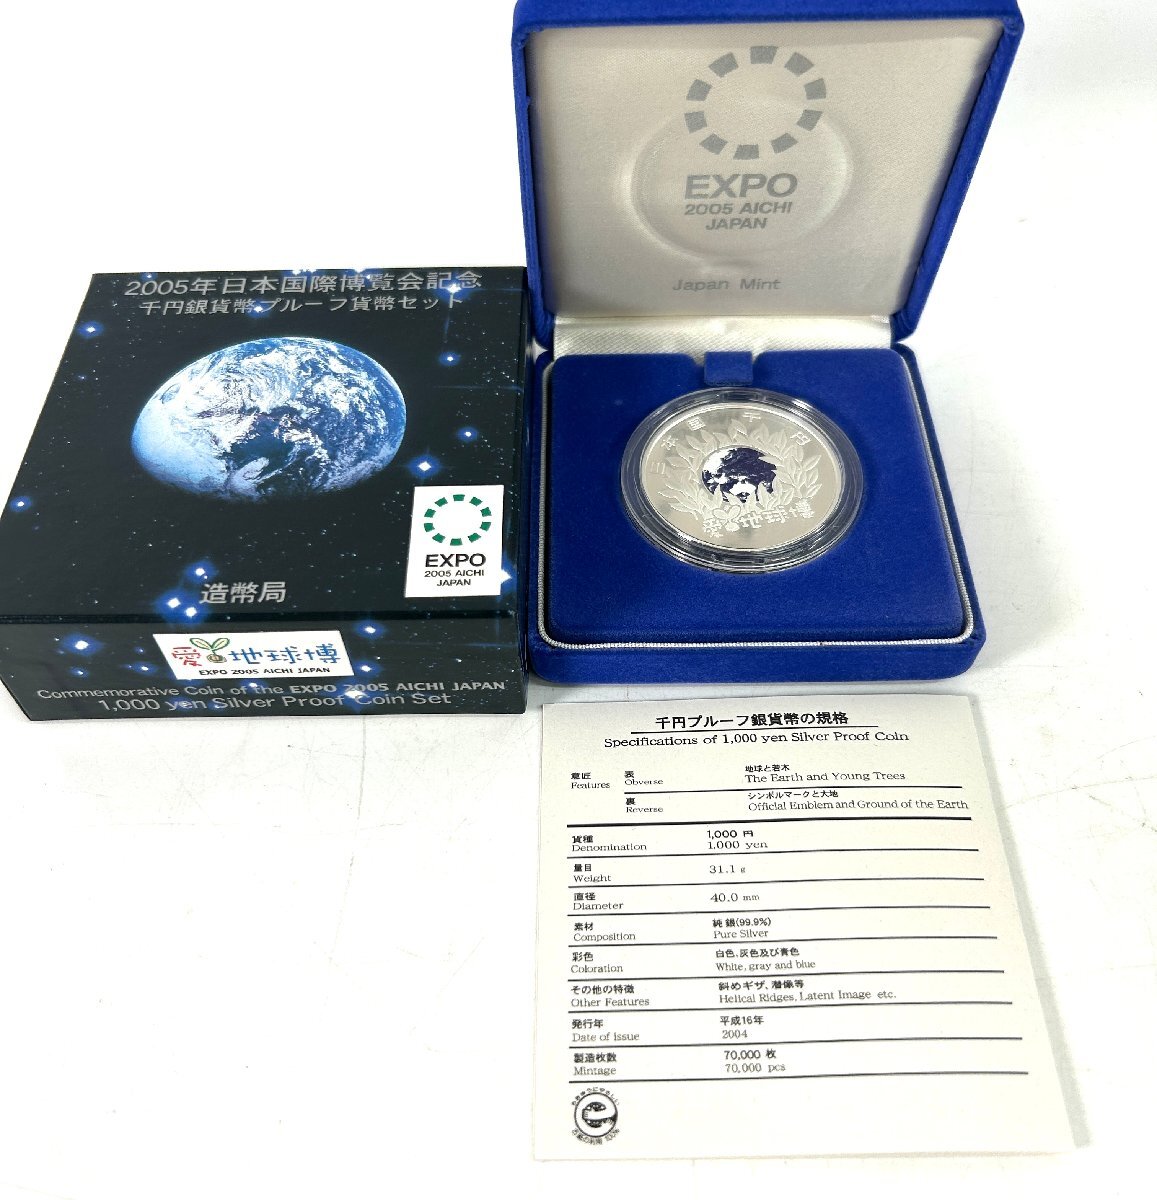 2005年日本国際博覧会記念
千円銀貨幣プルーフ貨幣セット
EXPO
2005 AICHI
JAPAN
造幣局
愛・地球博
EXPO 2005 AICHI JAPAN
Commemorative Coin of the EXPO 2005 AICHI JAPAN
1,000 yen Silver Proof Coin Set
EXPO
2005 AICHI
JAPAN
Japan Mint
日本国 千円
愛・地球博
千円プルーフ銀貨幣の規格
Specifications of 1,000 yen Silver Proof Coin
意匠 表 地球と若木
Features Obverse The Earth and Young Trees
裏 シンボルマークと大地
Reverse Official Emblem and Ground of the Earth
貨種 1,000 円
Denomination 1,000 yen
量目 31.1 g
Weight
直径 40.0 mm
Diameter
素材 純銀(99.9%)
Composition Pure Silver
彩色 白色、灰色及び青色
Coloration White, gray and blue
その他の特徴 斜めギザ、潜像等
Other Features Helical Ridges, Latent Image etc.
発行年 平成16年
Date of issue 2004
製造枚数 70,000 枚
Mintage 70,000 pcs